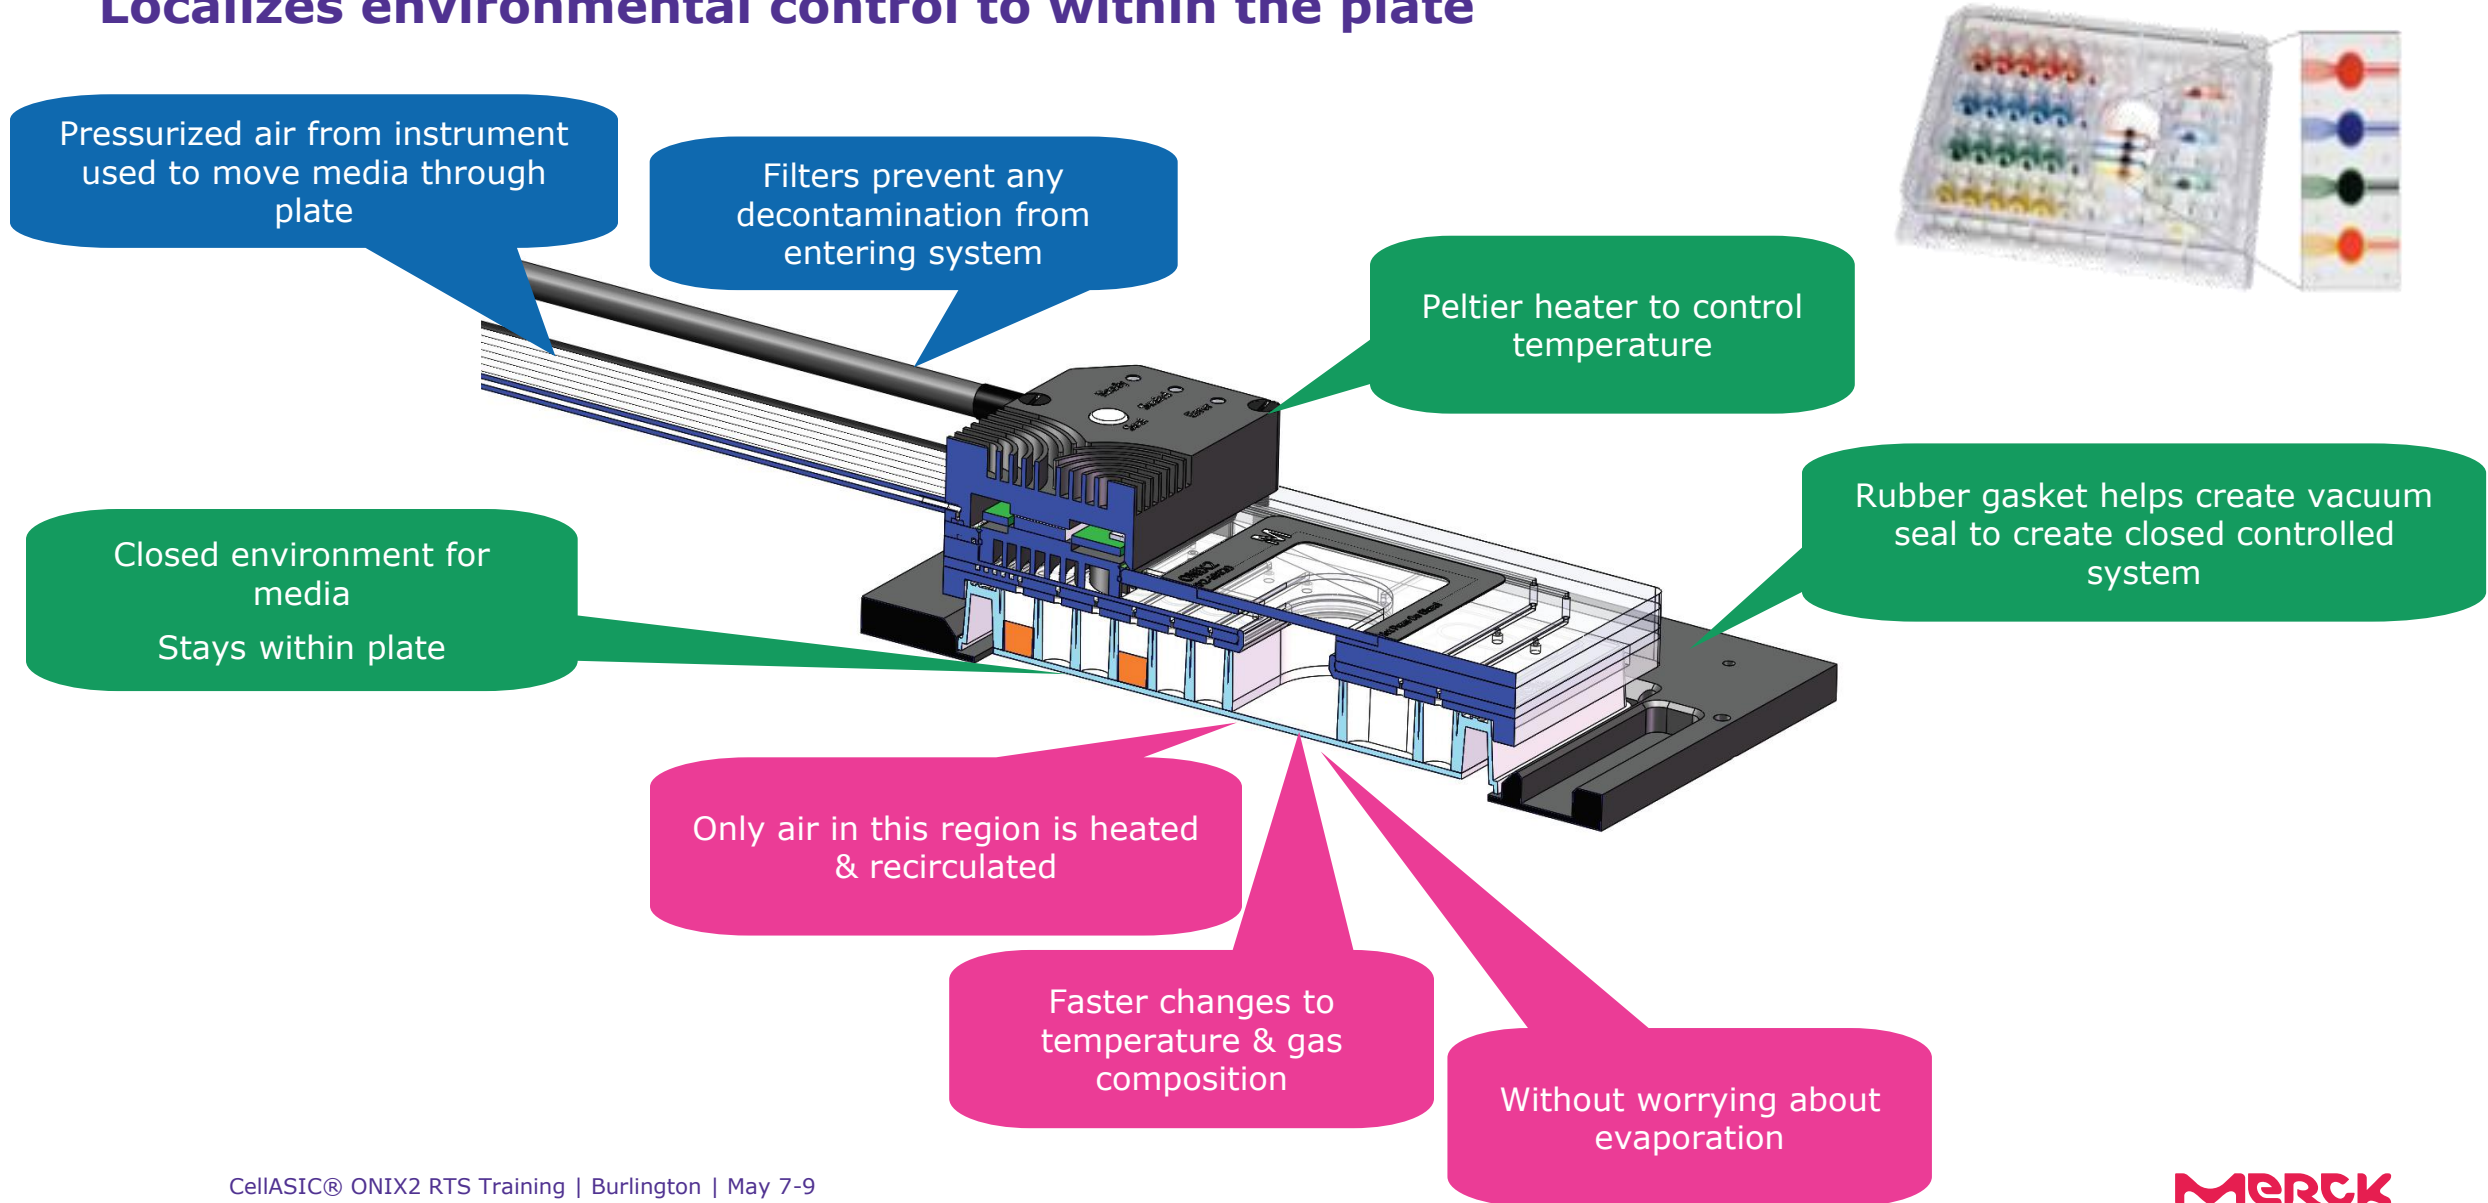 Localizes environmental control to within the plate
Pressurized air from instrument
used to move media through
plate
Filters prevent any
decontamination from
entering system
Peltier heater to control
temperature
Rubber gasket helps create vacuum
seal to create closed controlled
system
Closed environment for
media
Stays within plate
ONIX2
Only air in this region is heated
& recirculated
Faster changes to
temperature & gas
composition
Without worrying about
evaporation
CellASIC® ONIX2 RTS Training | Burlington | May 7-9
MERCK